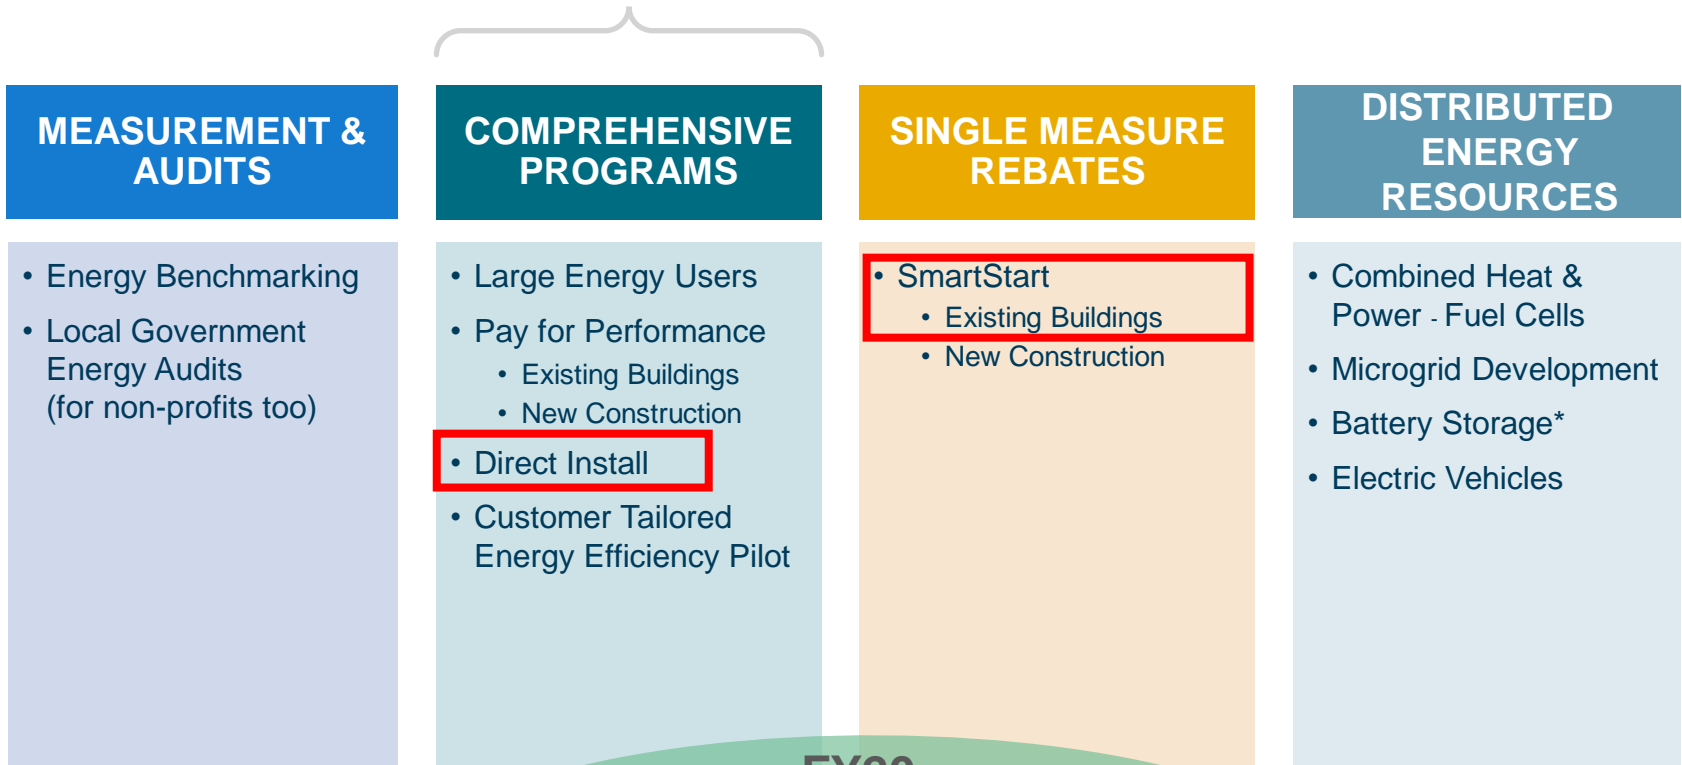 MEASUREMENT &
AUDITS
• Energy Benchmarking
• Local Government
Energy Audits
(for non-profits too)
COMPREHENSIVE
PROGRAMS
• Large Energy Users
• Pay for Performance
• Existing Buildings
• New Construction
• Direct Install
• Customer Tailored
Energy Efficiency Pilot
SINGLE MEASURE
REBATES
• SmartStart
• Existing Buildings
• New Construction
DISTRIBUTED
ENERGY
RESOURCES
• Combined Heat &
Power - Fuel Cells
• Microgrid Development
• Battery Storage*
• Electric Vehicles